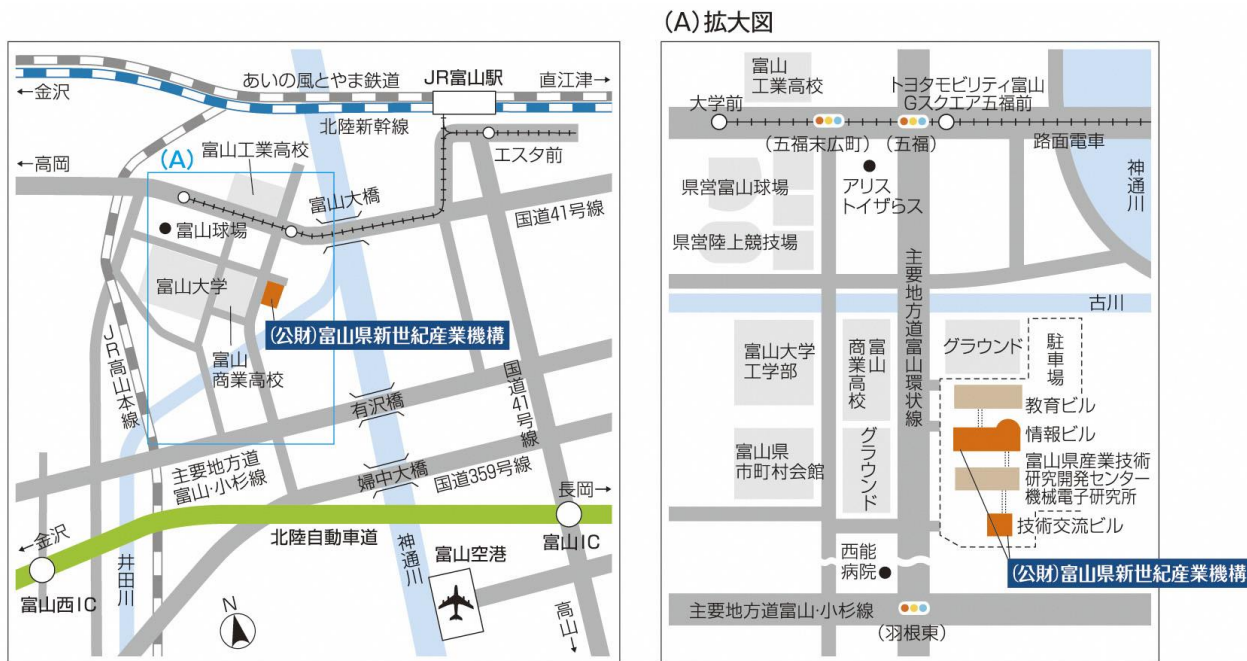 あいの風とやま鉄道
JR富山駅
直江津→
←金沢
北陸新幹線
(A)
富山工業高校
エスタ前
←高岡
富山大橋
国道41号線
富山球場
富山大学
(公財)富山県新世紀産業機構
富山
商業高校
JR高山本線
有沢橋
国道41号線
主要地方道
富山・小杉線
婦中大橋
国道359号線
長岡→
北陸自動車道
←金沢
富山IC
神通川
富山空港
井田川
富山西IC
N
高山→
(A)拡大図
富山
工業高校
トヨタモビリティ富山
Gスクエア五福前
大学前
(五福末広町)
(五福)
路面電車
神通川
県営富山球場
アリス
トイザらス
県営陸上競技場
主要地方道富山環状線
古川
富山大学
工学部
富山
商業高校
グラウンド
駐車場
教育ビル
情報ビル
富山県
市町村会館
グラウンド
富山県産業技術
研究開発センター
機械電子研究所
技術交流ビル
西能
病院
(公財)富山県新世紀産業機構
主要地方道富山・小杉線
(羽根東)